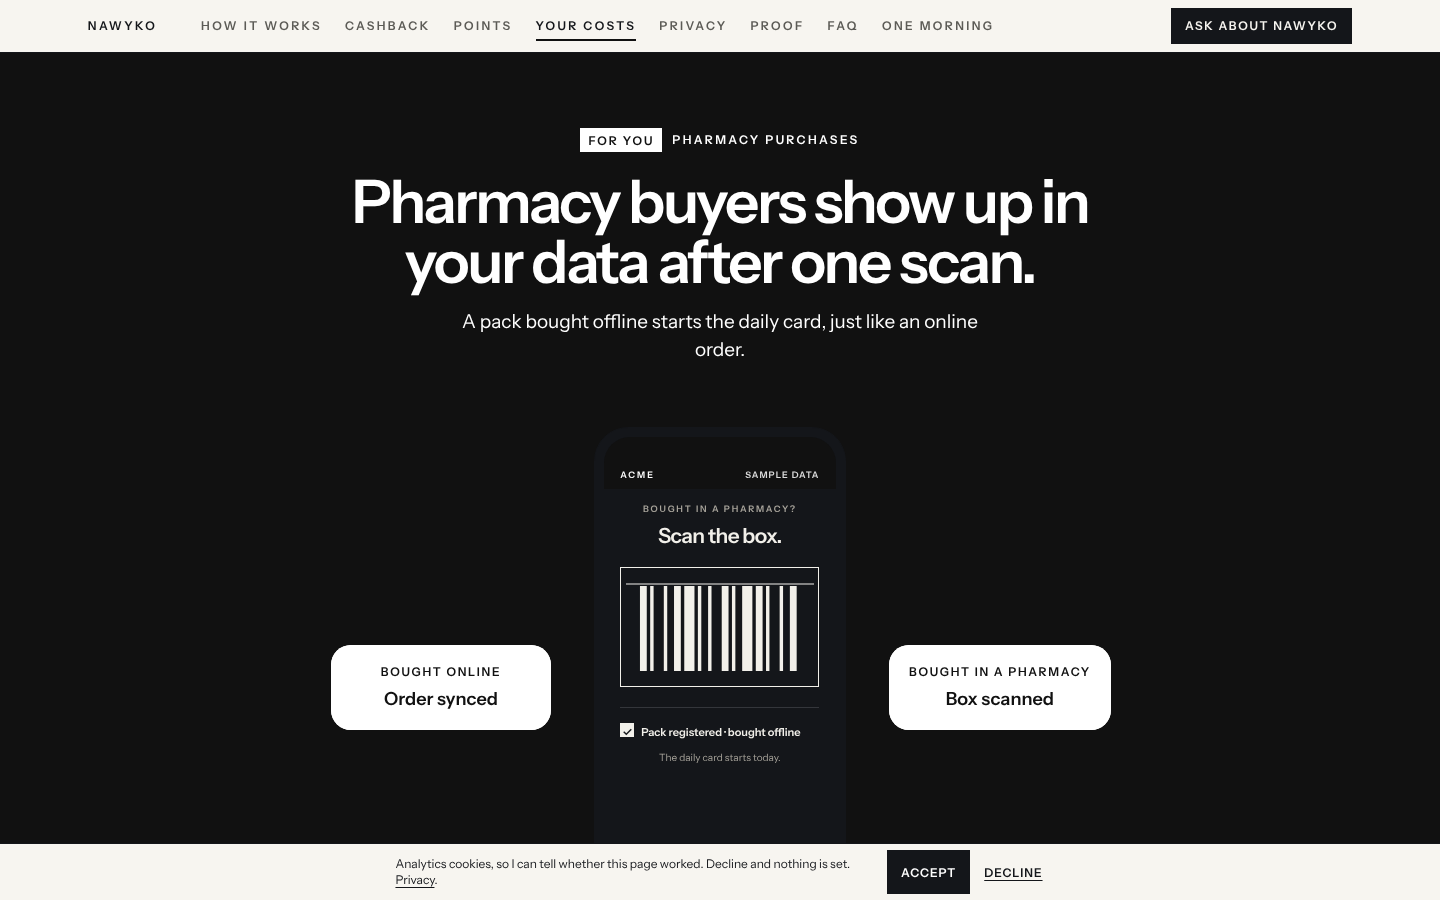 NAWYKO
HOW IT WORKS
CASHBACK
POINTS
YOUR COSTS
PRIVACY
PROOF
FAQ
ONE MORNING
ASK ABOUT NAWYKO
FOR YOU
PHARMACY PURCHASES
Pharmacy buyers show up in
your data after one scan.
A pack bought offline starts the daily card, just like an online
order.
ACME
SAMPLE DATA
BOUGHT IN A PHARMACY?
Scan the box.
BOUGHT ONLINE
Order synced
BOUGHT IN A PHARMACY
Box scanned
Pack registered · bought offline
The daily card starts today.
Analytics cookies, so I can tell whether this page worked. Decline and nothing is set.
Privacy.
ACCEPT
DECLINE